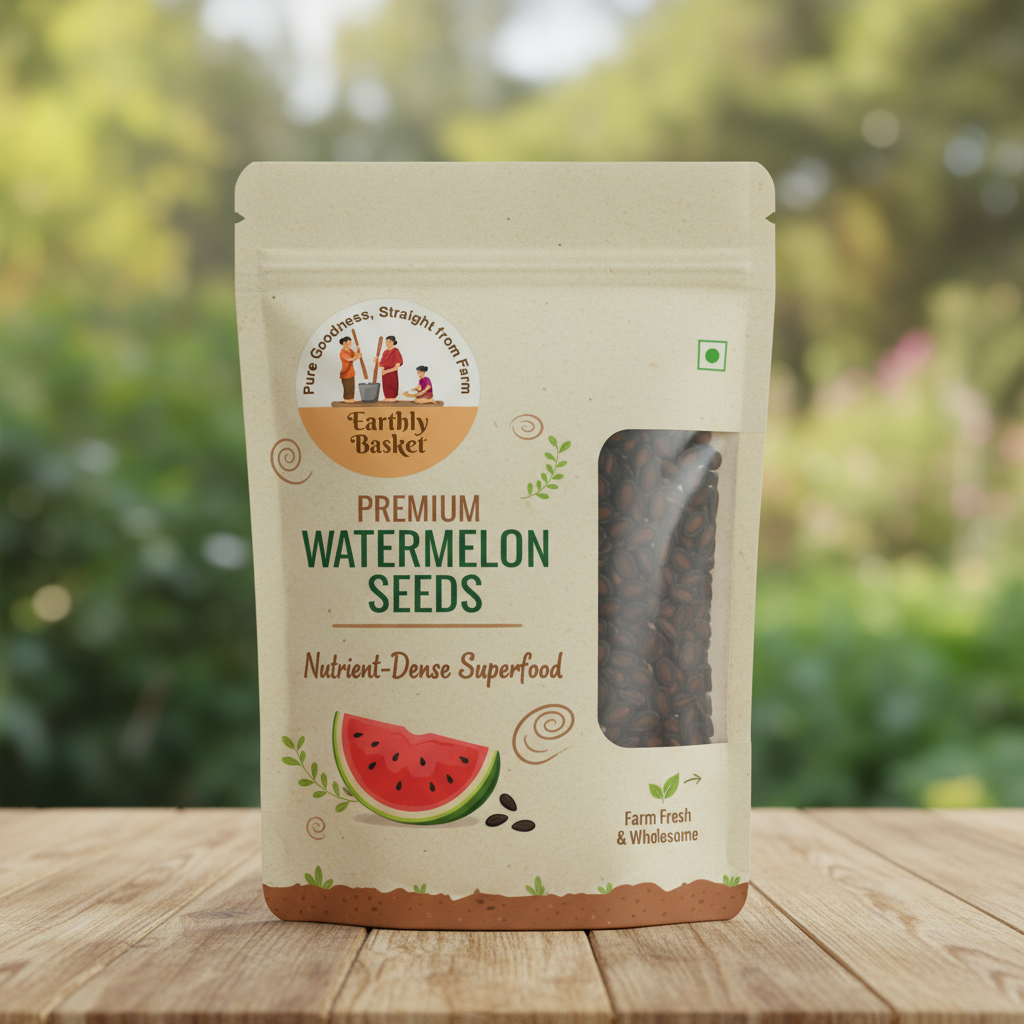 Pure Goodness, Straight from Farm
Earthly
Basket
PREMIUM
WATERMELON
SEEDS
Nutrient-Dense Superfood
Farm Fresh
& Wholesome